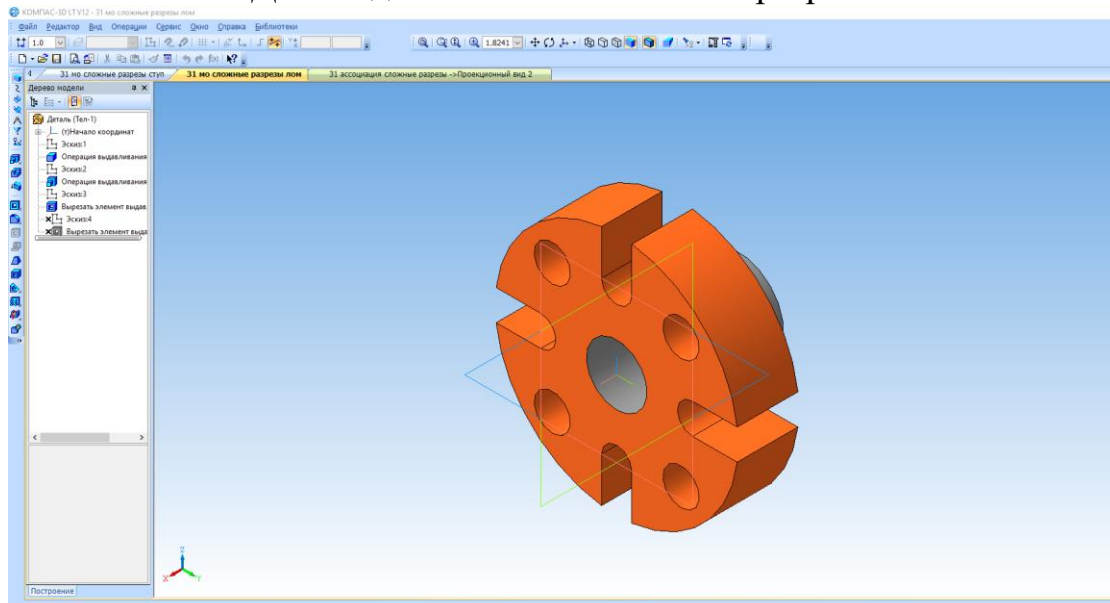 КОМПАС-3D LT V12 - 31 мо сложные разрезы лом
Файл Редактор Вид Операции Сервис Окно Справка Библиотеки
1.0
1.8241
31 мо сложные разрезы ступ
31 мо сложные разрезы лом
31 ассоциация сложные разрезы ->Проекционный вид 2
Дерево модели
Деталь (Тел-1)
(т)Начало координат
Эскиз:1
Операция выдавливания
Эскиз:2
Операция выдавливания
Эскиз:3
Вырезать элемент выдав
Эскиз:4
Вырезать элемент выда
Построение
Z
X
Y